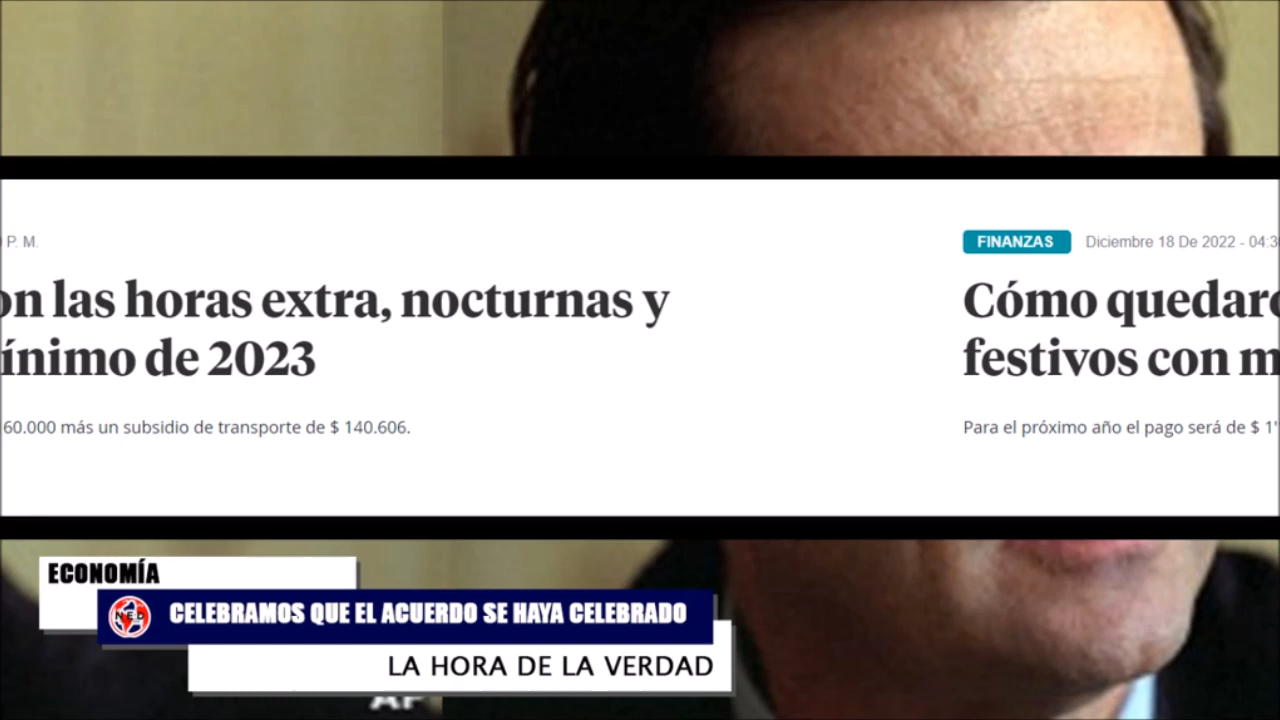 P. M.
FINANZAS Diciembre 18 De 2022 - 04:3
on las horas extra, nocturnas y
ínimo de 2023
60.000 más un subsidio de transporte de $ 140.606.
Cómo quedaro
festivos con m
Para el próximo año el pago será de $ 1'
ECONOMÍA
CELEBRAMOS QUE EL ACUERDO SE HAYA CELEBRADO
LA HORA DE LA VERDAD
AP